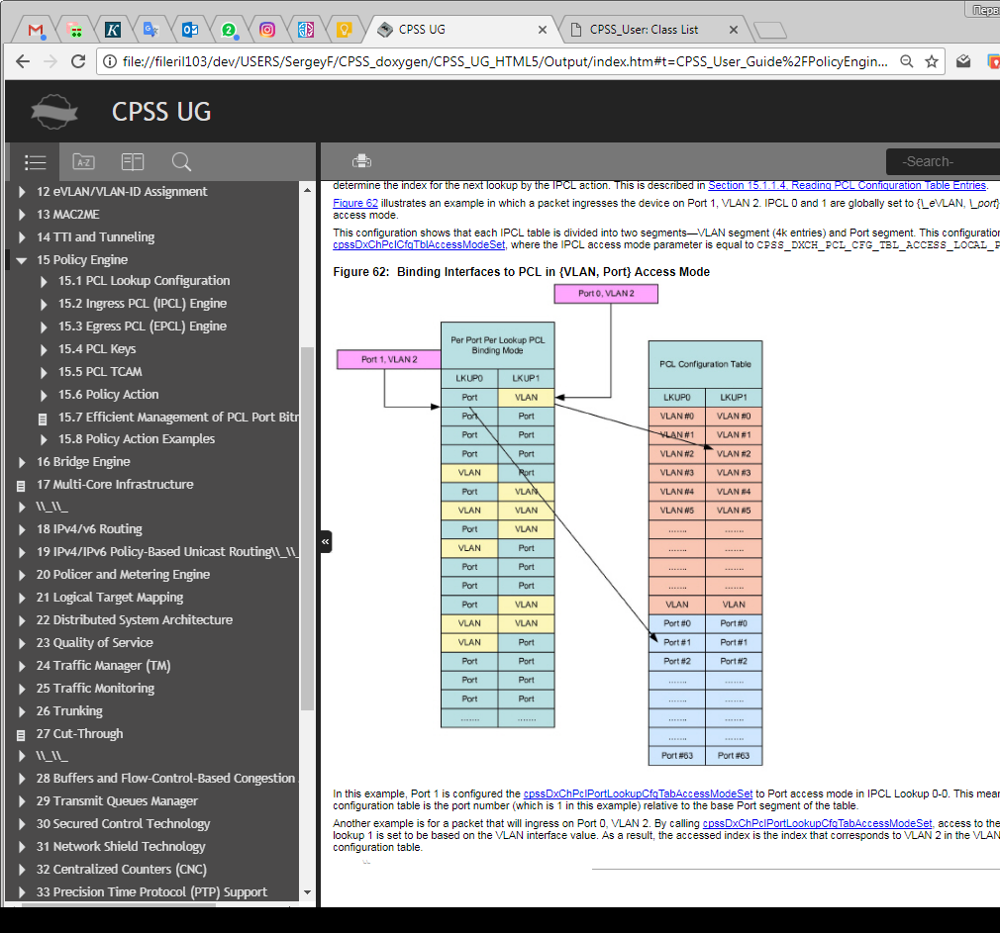 Перв
CPSS UG
CPSS_User: Class List
file://fileril103/dev/USERS/SergeyF/CPSS_doxygen/CPSS_UG_HTML5/Output/index.htm#t=CPSS_User_Guide%2FPolicyEngin...
CPSS UG
A-Z
-Search-
12 eVLAN/VLAN-ID Assignment
13 MAC2ME
14 TTI and Tunneling
15 Policy Engine
15.1 PCL Lookup Configuration
15.2 Ingress PCL (IPCL) Engine
15.3 Egress PCL (EPCL) Engine
15.4 PCL Keys
15.5 PCL TCAM
15.6 Policy Action
15.7 Efficient Management of PCL Port Bitr
15.8 Policy Action Examples
16 Bridge Engine
17 Multi-Core Infrastructure
\\_\\_
18 IPv4/v6 Routing
19 IPv4/IPv6 Policy-Based Unicast Routing\\_\\_
20 Policer and Metering Engine
21 Logical Target Mapping
22 Distributed System Architecture
23 Quality of Service
24 Traffic Manager (TM)
25 Traffic Monitoring
26 Trunking
27 Cut-Through
\\_\\_
28 Buffers and Flow-Control-Based Congestion
29 Transmit Queues Manager
30 Secured Control Technology
31 Network Shield Technology
32 Centralized Counters (CNC)
33 Precision Time Protocol (PTP) Support
determine the index for the next lookup by the IPCL action. This is described in Section 15.1.1.4, Reading PCL Configuration Table Entries.
Figure 62 illustrates an example in which a packet ingresses the device on Port 1, VLAN 2. IPCL 0 and 1 are globally set to {\_eVLAN, \_port}
access mode.
This configuration shows that each IPCL table is divided into two segments—VLAN segment (4k entries) and Port segment. This configuration
cpssDxChPclCfgTblAccessModeSet, where the IPCL access mode parameter is equal to CPSS_DXCH_PCL_CFG_TBL_ACCESS_LOCAL_P
Figure 62: Binding Interfaces to PCL in {VLAN, Port} Access Mode
Port 0, VLAN 2
Port 1, VLAN 2
Per Port Per Lookup PCL
Binding Mode
LKUP0 LKUP1
Port VLAN
Port Port
Port Port
Port Port
VLAN Port
Port VLAN
VLAN VLAN
Port VLAN
VLAN Port
Port Port
Port Port
Port VLAN
VLAN VLAN
VLAN Port
Port Port
Port Port
Port Port
....... .......
PCL Configuration Table
LKUP0 LKUP1
VLAN #0 VLAN #0
VLAN #1 VLAN #1
VLAN #2 VLAN #2
VLAN #3 VLAN #3
VLAN #4 VLAN #4
VLAN #5 VLAN #5
....... .......
....... .......
....... .......
....... .......
VLAN VLAN
Port #0 Port #0
Port #1 Port #1
Port #2 Port #2
....... .......
....... .......
....... .......
....... .......
Port #63 Port #63
In this example, Port 1 is configured the cpssDxChPclPortLookupCfgTabAccessModeSet to Port access mode in IPCL Lookup 0-0. This mean
configuration table is the port number (which is 1 in this example) relative to the base Port segment of the table.
Another example is for a packet that will ingress on Port 0, VLAN 2. By calling cpssDxChPclPortLookupCfgTabAccessModeSet, access to the
lookup 1 is set to be based on the VLAN interface value. As a result, the accessed index is the index that corresponds to VLAN 2 in the VLAN
configuration table.